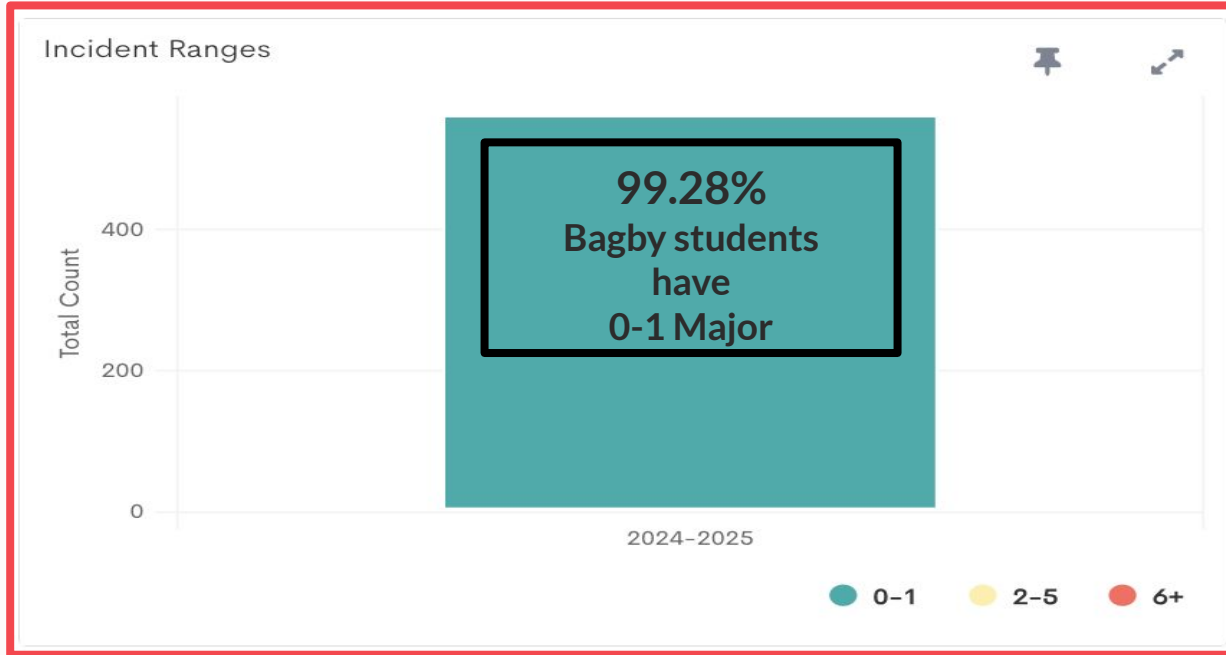 Incident Ranges
99.28%
Bagby students
have
0-1 Major
Total Count
400
200
0
2024-2025
0-1
2-5
6+